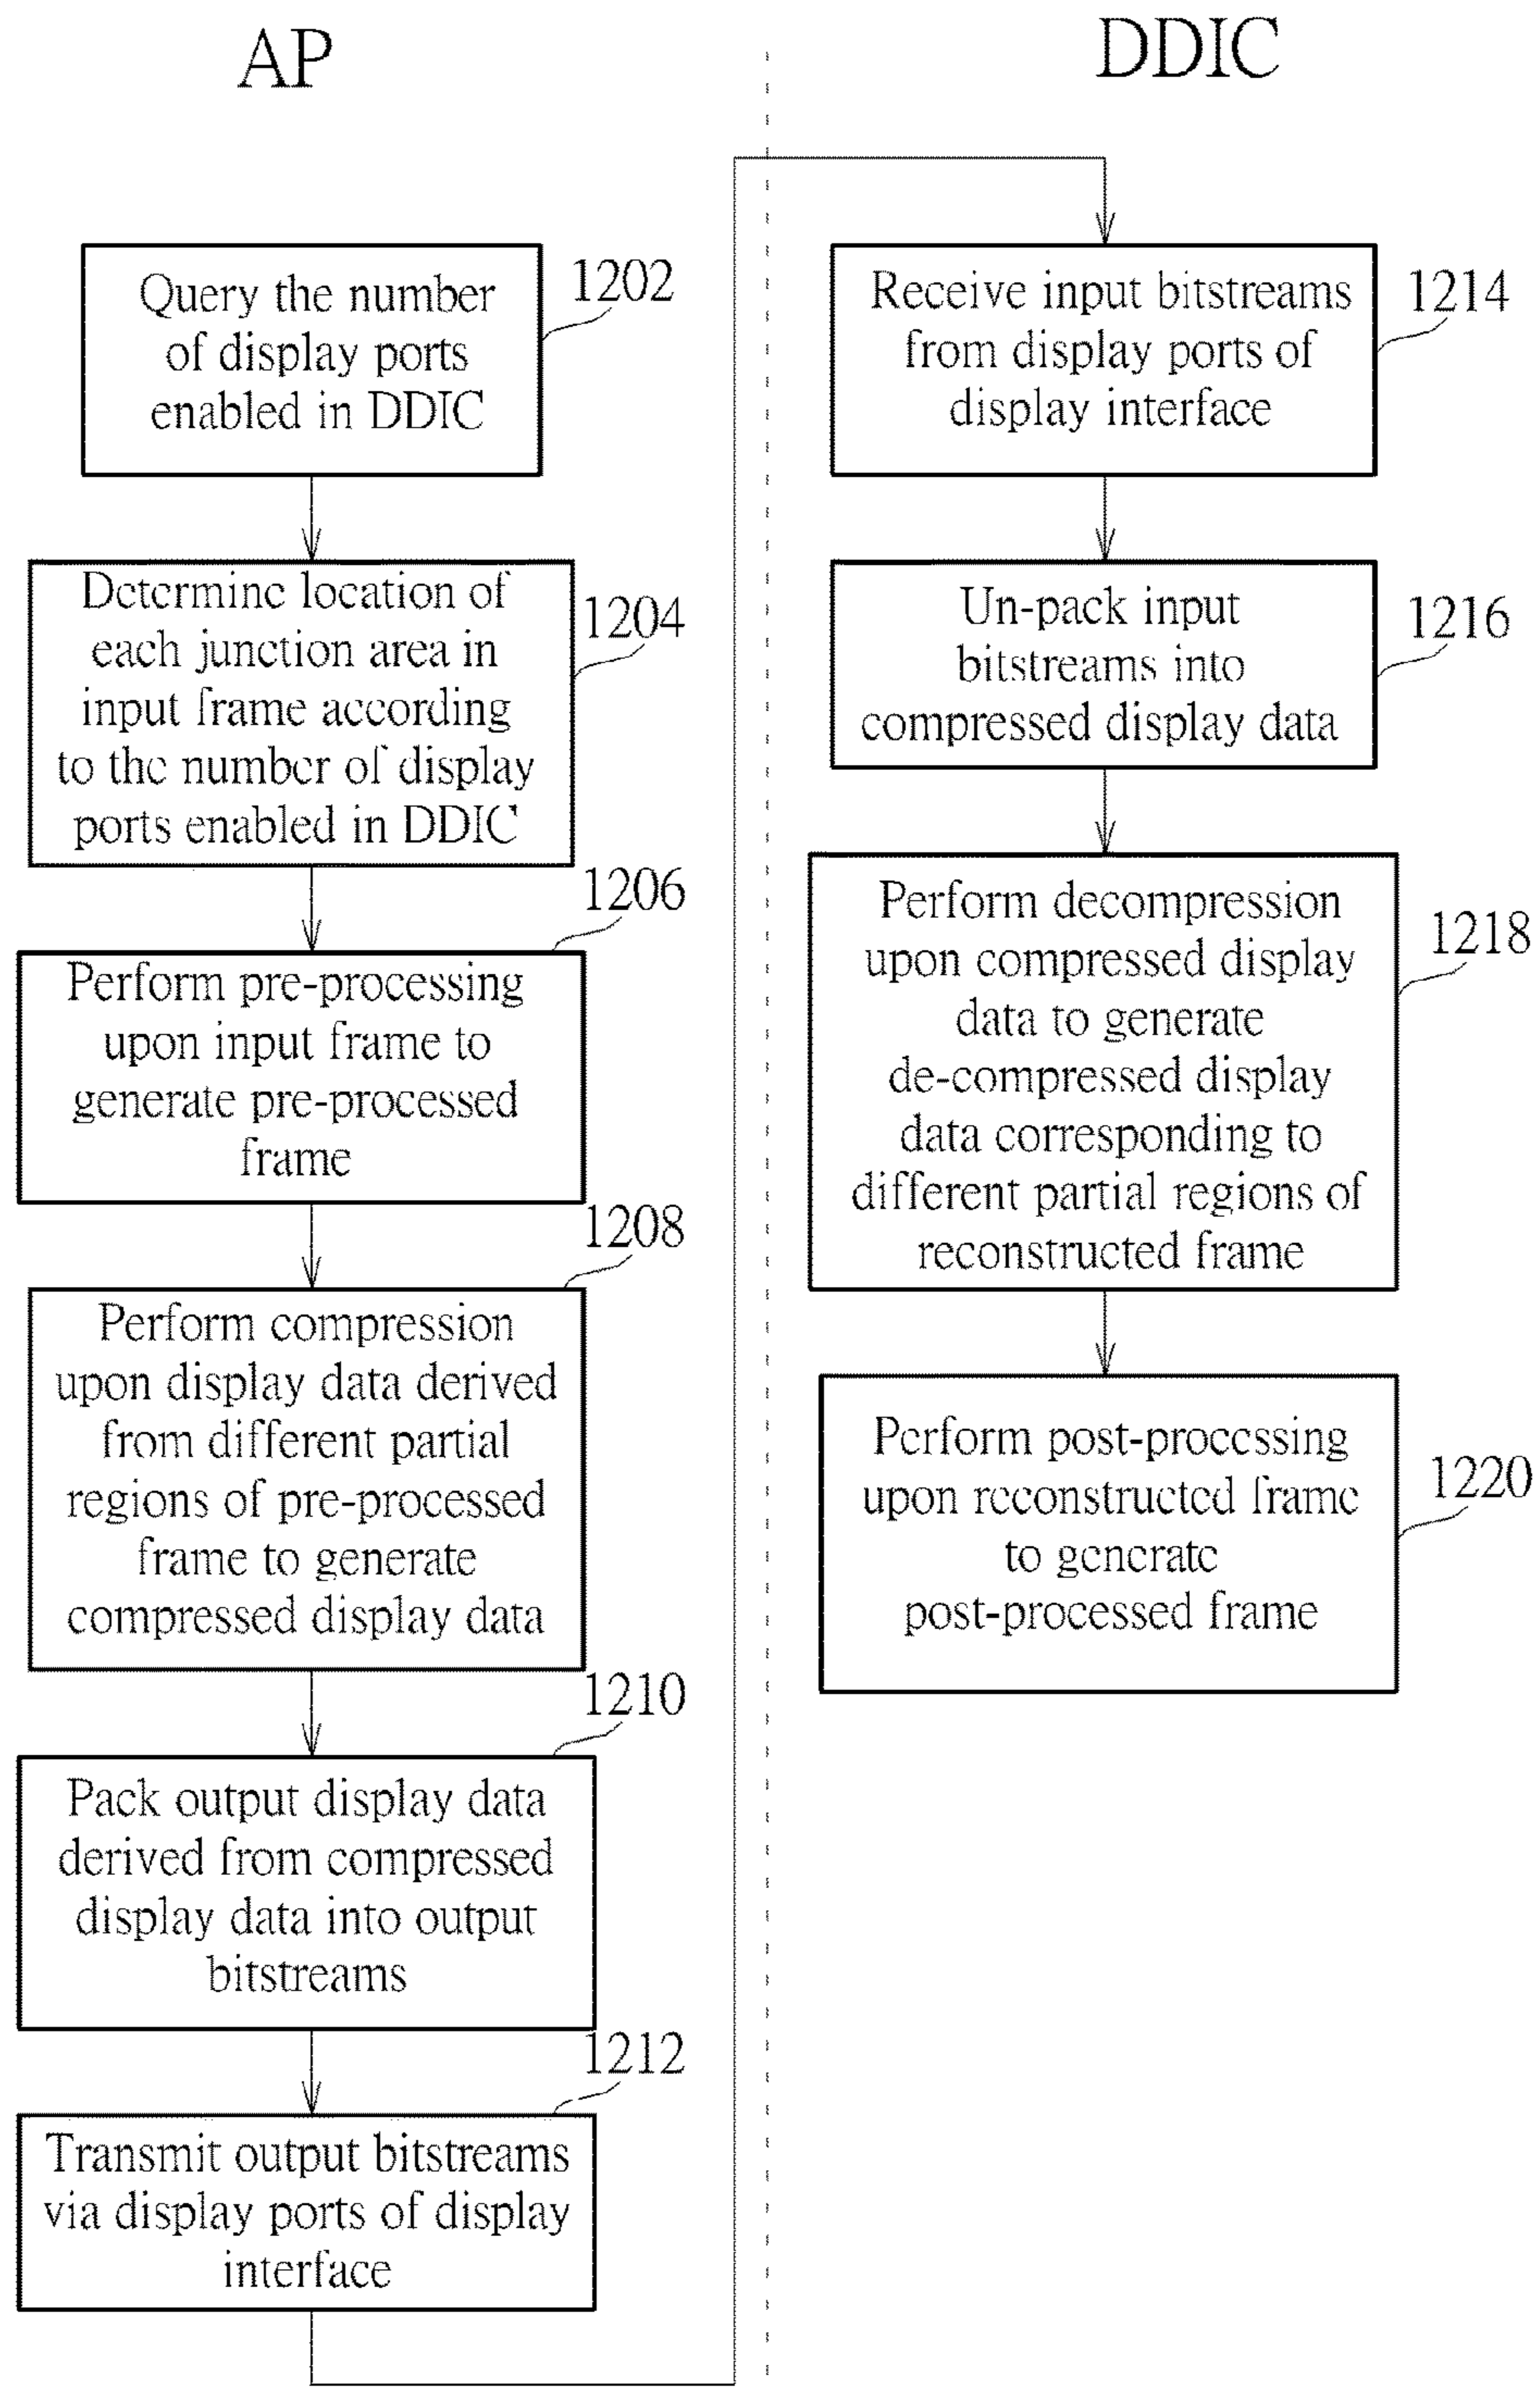 AP
DDIC
Query the number
of display ports
enabled in DDIC
1202
Determine location of
each junction area in
input frame according
to the number of display
ports enabled in DDIC
1204
1206
Perform pre-processing
upon input frame to
generate pre-processed
frame
1208
Perform compression
upon display data derived
from different partial
regions of pre-processed
frame to generate
compressed display data
1210
Pack output display data
derived from compressed
display data into output
bitstreams
1212
Transmit output bitstreams
via display ports of display
interface
Receive input bitstreams
from display ports of
display interface
1214
Un-pack input
bitstreams into
compressed display data
1216
Perform decompression
upon compressed display
data to generate
de-compressed display
data corresponding to
different partial regions of
reconstructed frame
1218
Perform post-processing
upon reconstructed frame
to generate
post-processed frame
1220